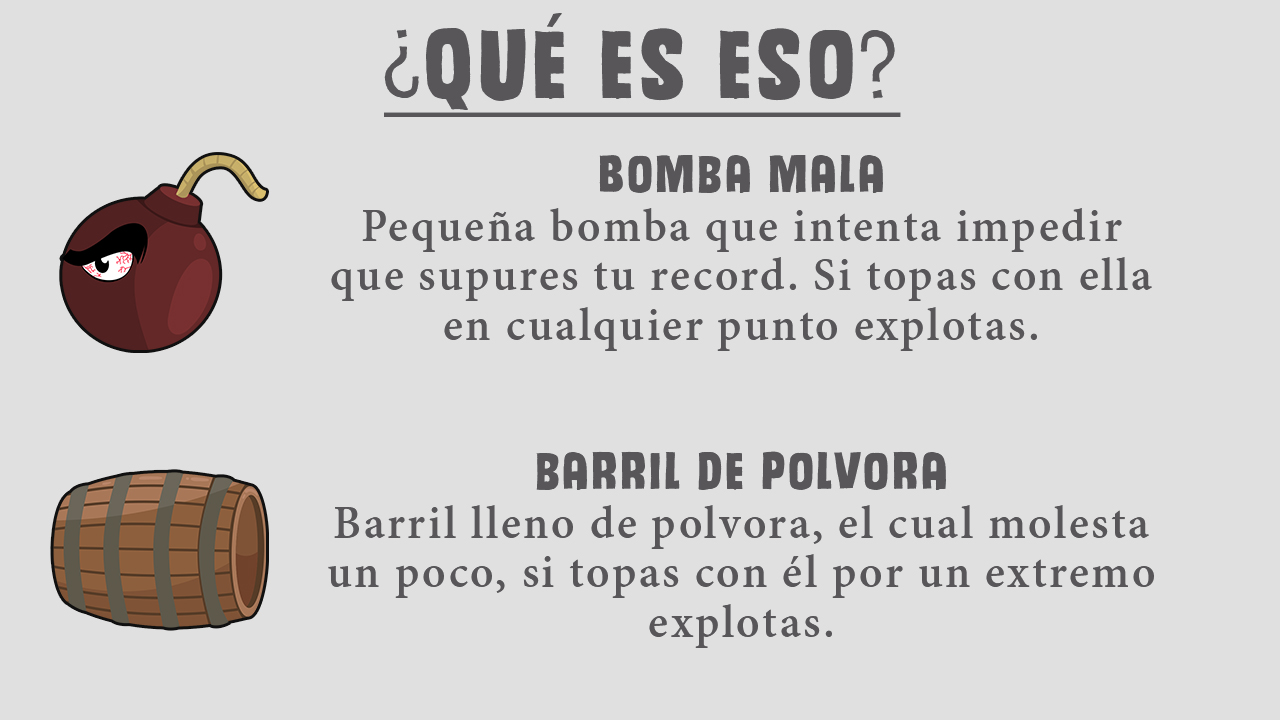 ¿QUÉ ES ESO?
BOMBA MALA
Pequeña bomba que intenta impedir
que supures tu record. Si topas con ella
en cualquier punto explotas.
BARRIL DE POLVORA
Barril lleno de polvora, el cual molesta
un poco, si topas con él por un extremo
explotas.